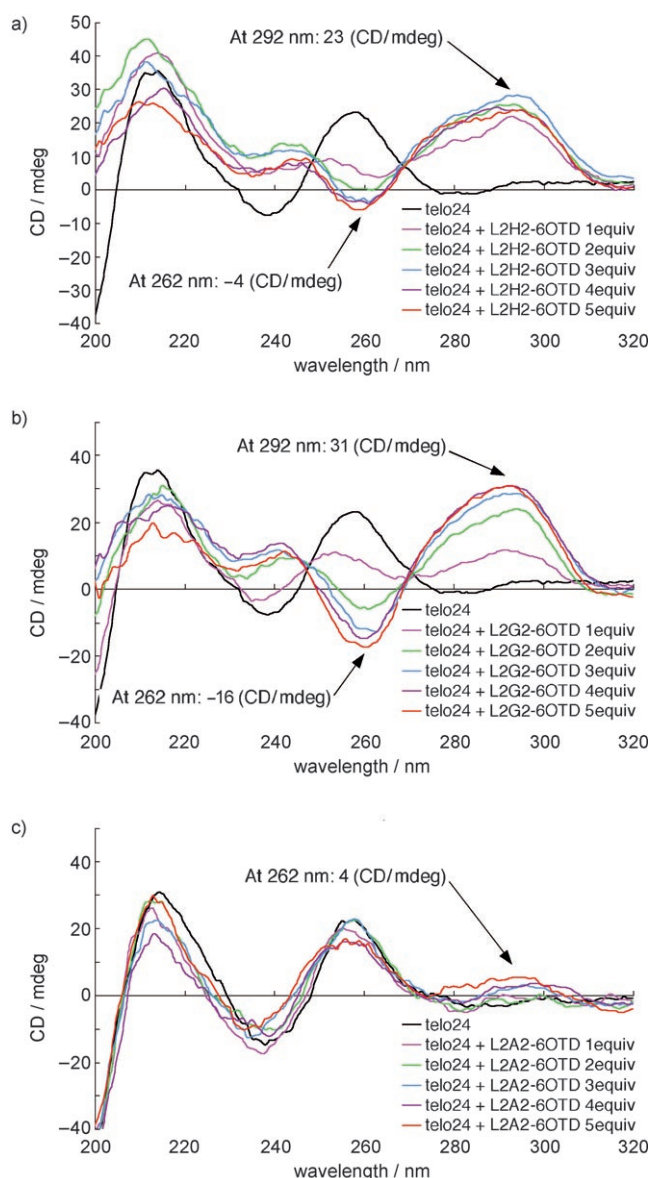 a)
At 292 nm: 23 (CD/mdeg)
50
40
30
20
10
0
−10
−20
−30
−40
CD / mdeg
At 262 nm: −4 (CD/mdeg)
telo24
telo24 + L2H2-6OTD 1equiv
telo24 + L2H2-6OTD 2equiv
telo24 + L2H2-6OTD 3equiv
telo24 + L2H2-6OTD 4equiv
telo24 + L2H2-6OTD 5equiv
200 220 240 260 280 300 320
wavelength / nm
b)
At 292 nm: 31 (CD/mdeg)
40
20
0
−20
−40
CD / mdeg
At 262 nm: −16 (CD/mdeg)
telo24
telo24 + L2G2-6OTD 1equiv
telo24 + L2G2-6OTD 2equiv
telo24 + L2G2-6OTD 3equiv
telo24 + L2G2-6OTD 4equiv
telo24 + L2G2-6OTD 5equiv
200 220 240 260 280 300 320
wavelength / nm
c)
At 262 nm: 4 (CD/mdeg)
40
20
0
−20
−40
CD / mdeg
telo24
telo24 + L2A2-6OTD 1equiv
telo24 + L2A2-6OTD 2equiv
telo24 + L2A2-6OTD 3equiv
telo24 + L2A2-6OTD 4equiv
telo24 + L2A2-6OTD 5equiv
200 220 240 260 280 300 320
wavelength / nm